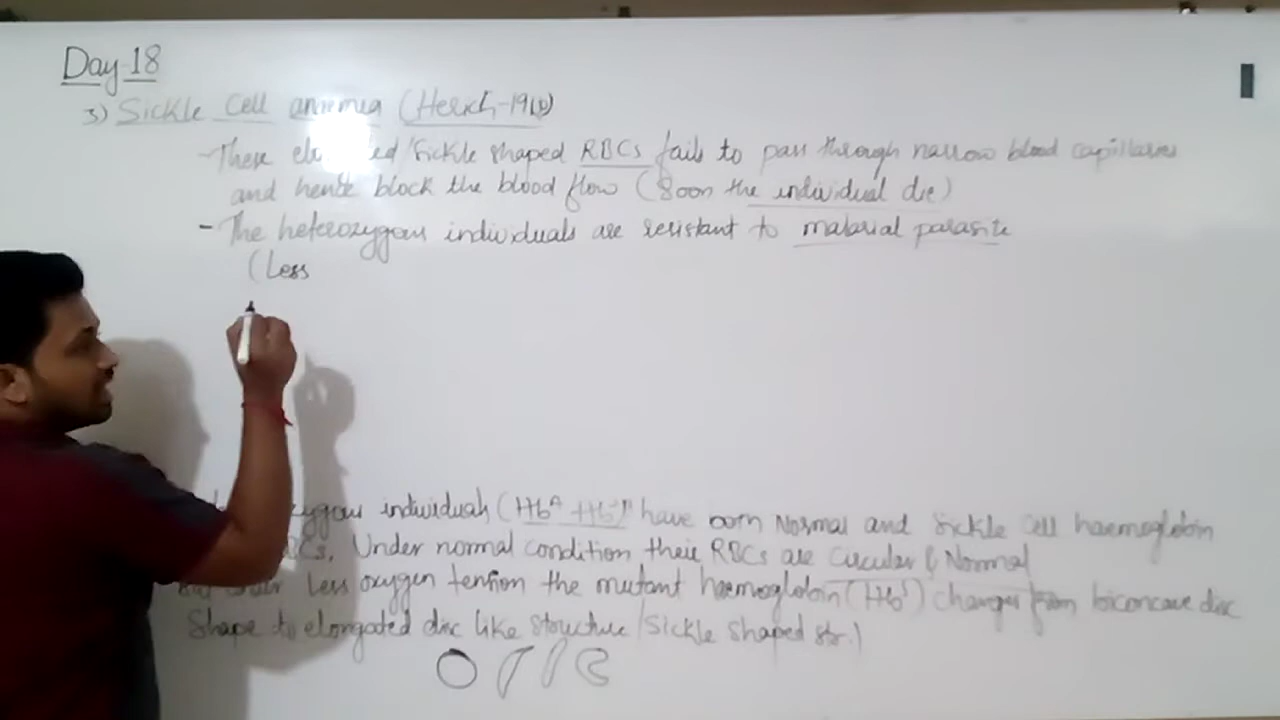 Day-18
3) Sickle Cell anemia (Herick-1910)
- These ed/Sickle shaped RBCs fails to pass through narrow blood capillaries
and hence block the blood flow (Soon the individual die)
- The heterozygous individuals are resistant to malarial parasite
(Less
individuals (Hb^A Hb^S) have both Normal and Sickle Cell haemoglobin
Under normal condition their RBCs are circular & Normal
Less oxygen tension the mutant haemoglobin (Hb^S) changes from biconcave disc
Shape to elongated disc like structure/Sickle shaped str.)